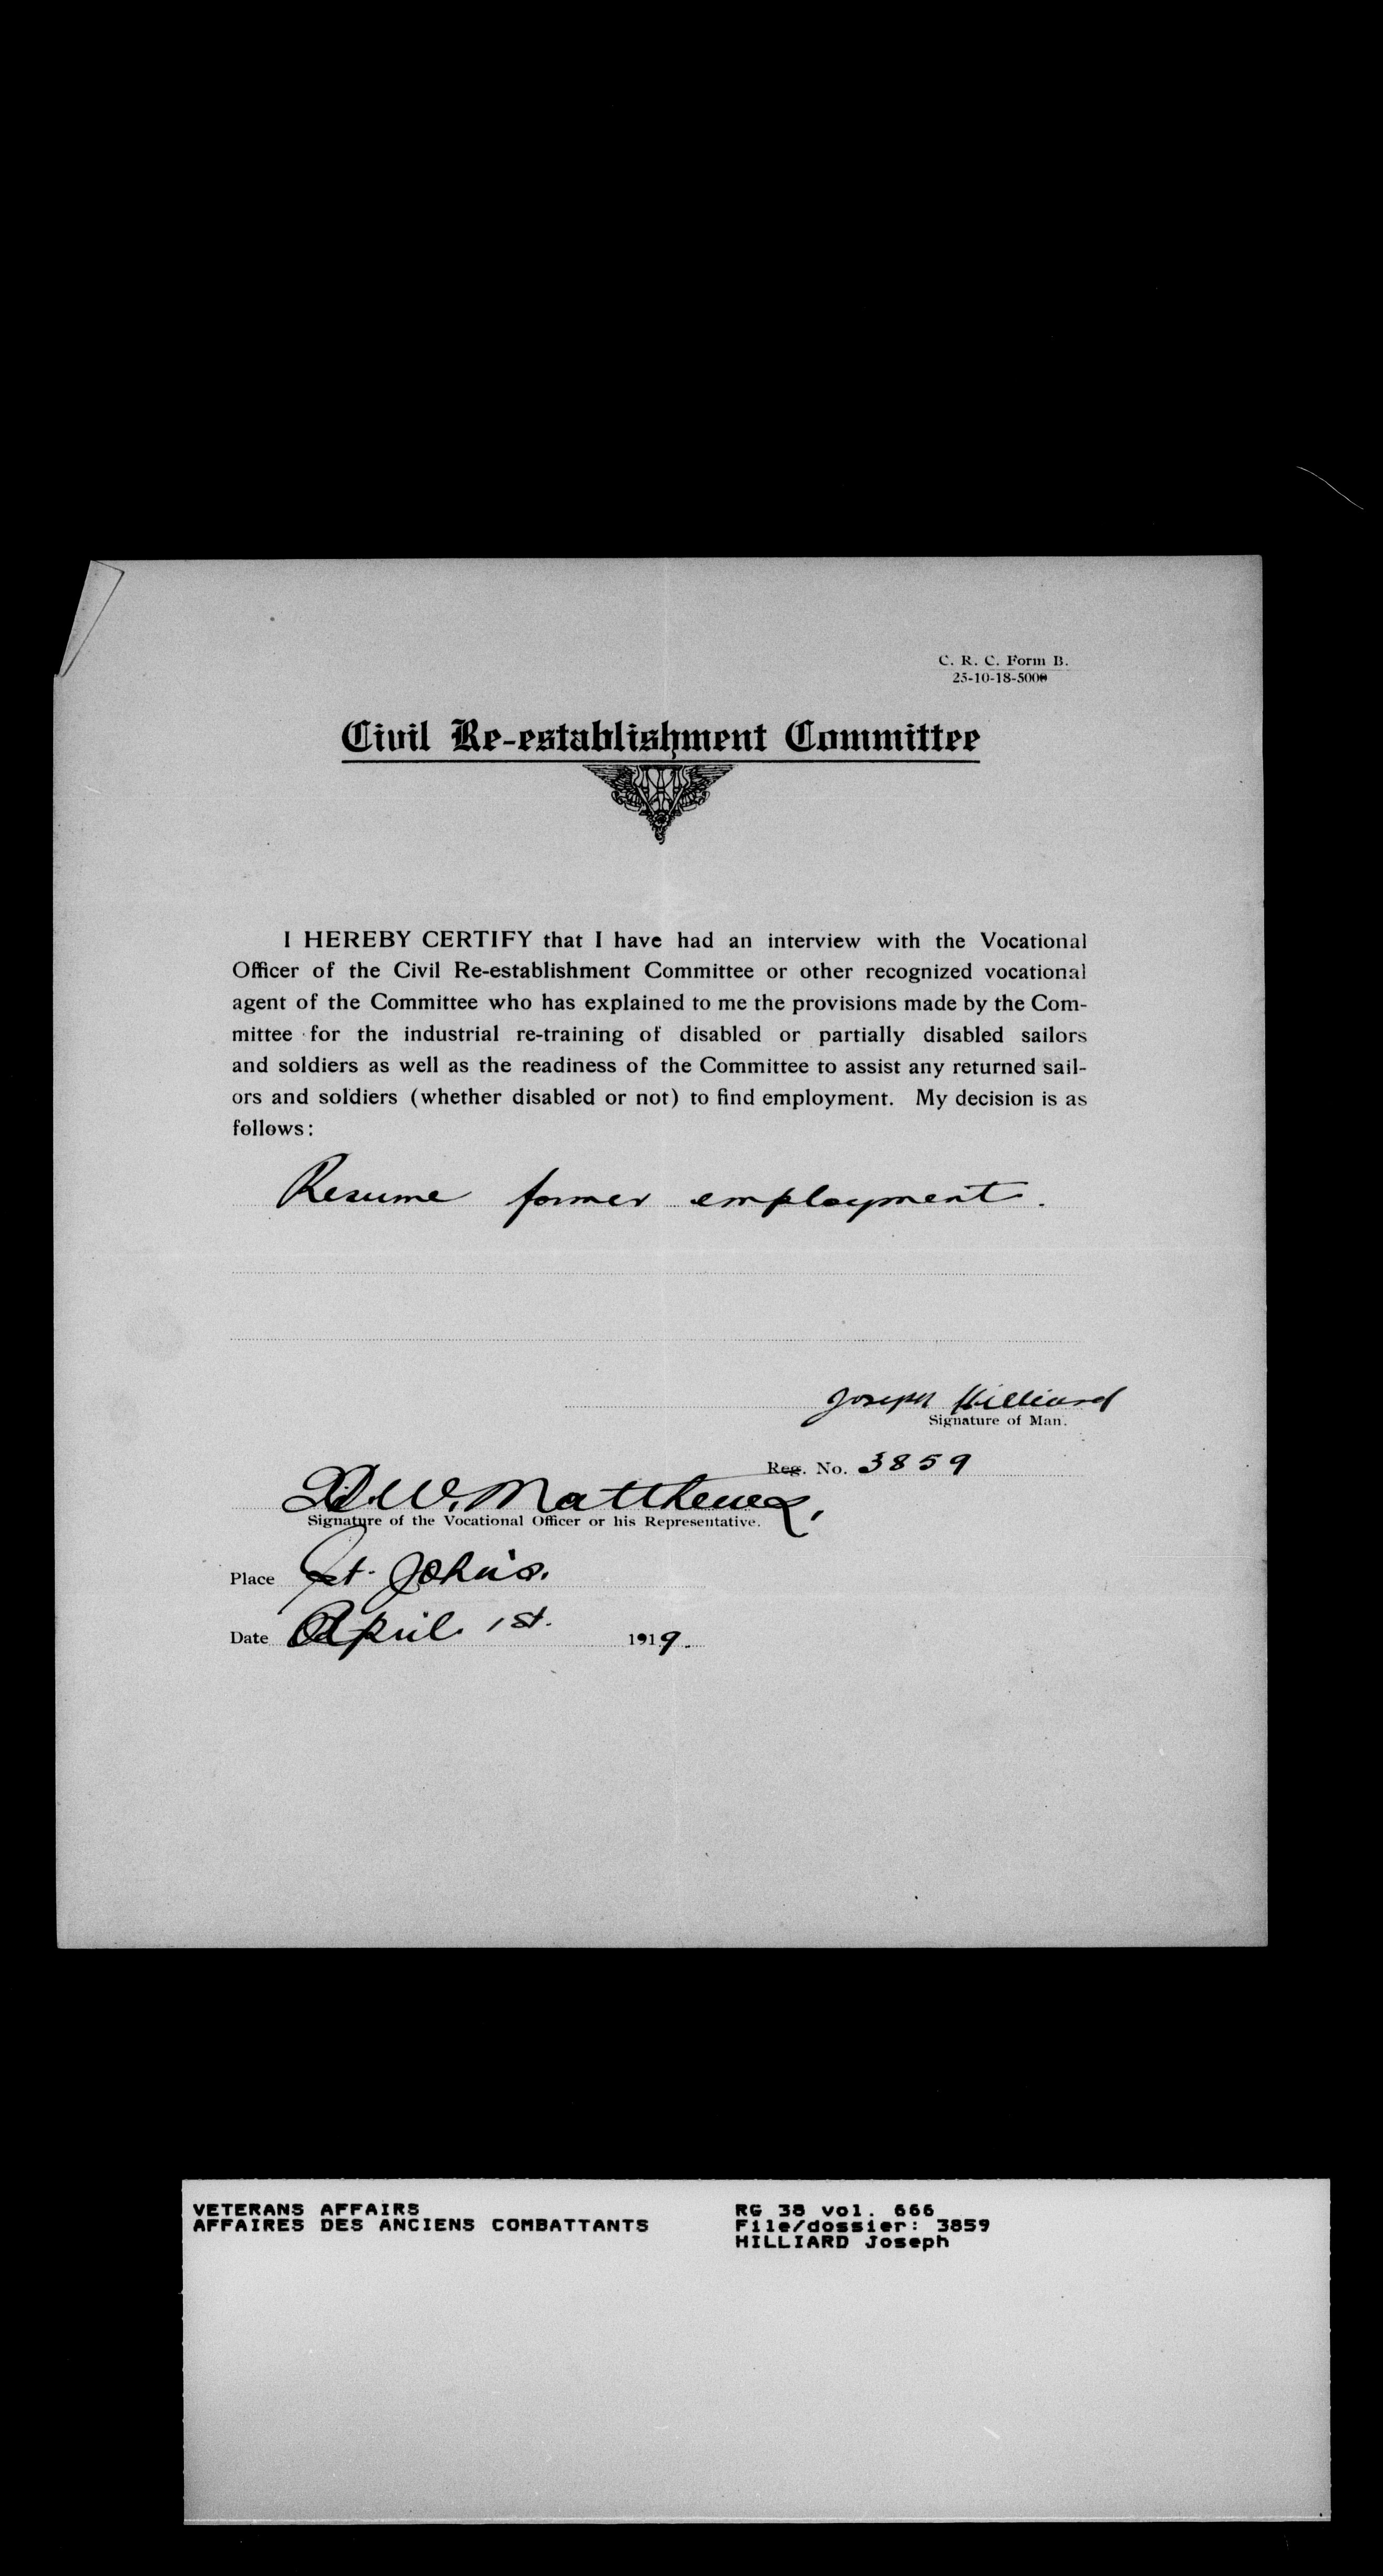 C. R. C. Form B.
25-10-18-5000
Civil Re-establishment Committee
I HEREBY CERTIFY that I have had an interview with the Vocational
Officer of the Civil Re-establishment Committee or other recognized vocational
agent of the Committee who has explained to me the provisions made by the Com-
mittee for the industrial re-training of disabled or partially disabled sailors
and soldiers as well as the readiness of the Committee to assist any returned sail-
ors and soldiers (whether disabled or not) to find employment. My decision is as
follows:
Resume former employment.
Joseph Hilliard
Signature of Man.
Reg. No. 3859
W. Matthews,
Signature of the Vocational Officer or his Representative.
Place St. John's.
Date April 1st. 1919.
VETERANS AFFAIRS RG 38 vol. 666
AFFAIRES DES ANCIENS COMBATTANTS File/dossier: 3859
HILLIARD Joseph